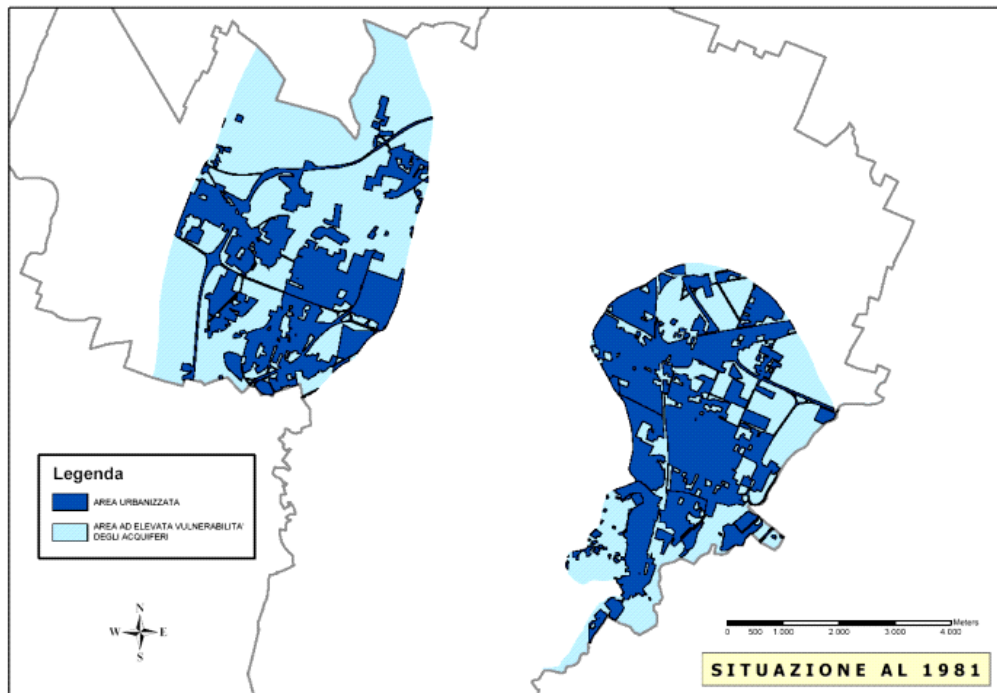 Legenda
AREA URBANIZZATA
AREA AD ELEVATA VULNERABILITA'
DEGLI ACQUIFERI
N
W E
S
Meters
0 500 1.000 2.000 3.000 4.000
SITUAZIONE AL 1981